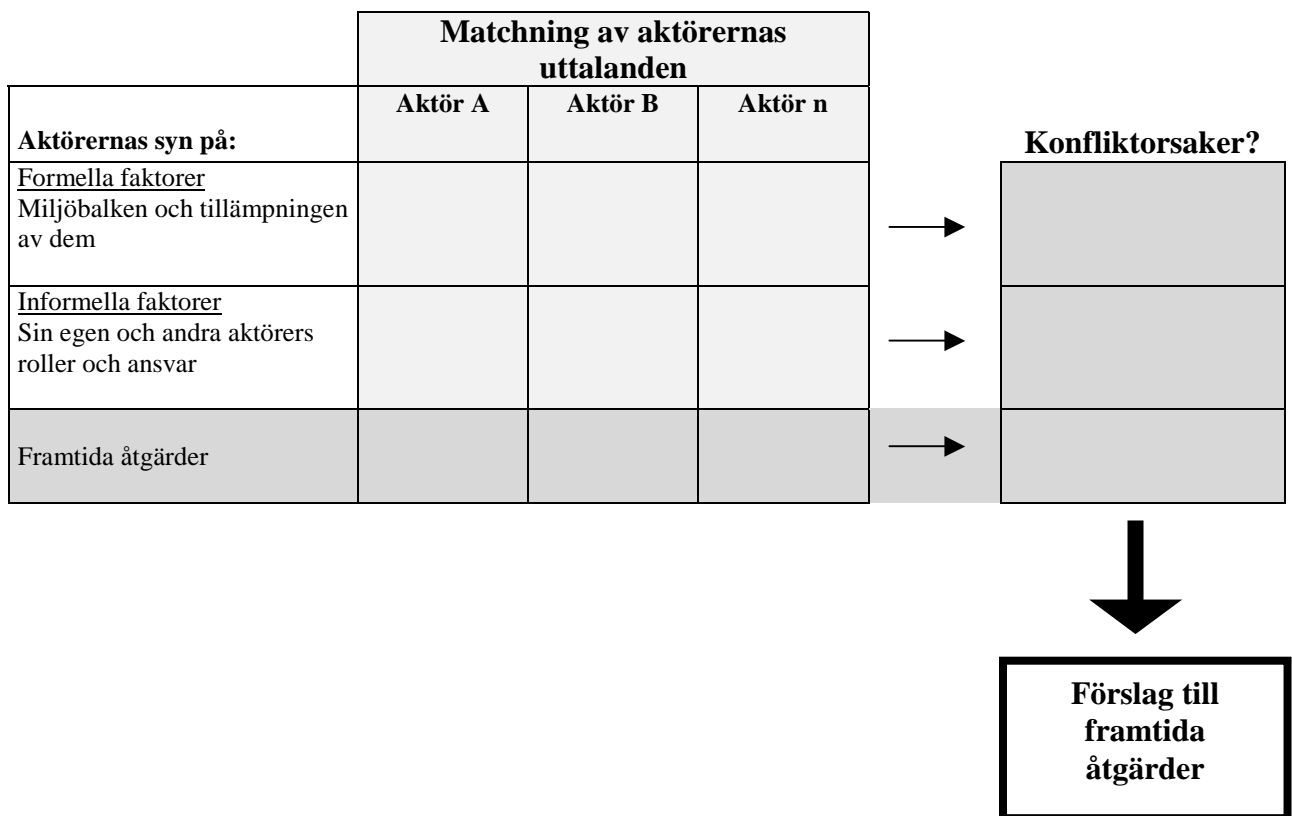 Matchning av aktörernas
uttalanden
Aktör A Aktör B Aktör n
Aktörernas syn på:
Konfliktorsaker?
Formella faktorer
Miljöbalken och tillämpningen
av dem
Informella faktorer
Sin egen och andra aktörers
roller och ansvar
Framtida åtgärder
Förslag till
framtida
åtgärder